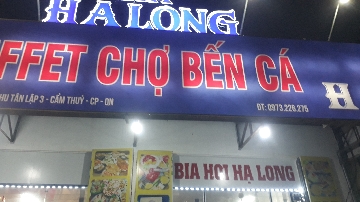 HẠ LONG
FFET CHỢ BẾN CÁ
HU TÂN LẬP 3 - CẨM THUỶ - CP - QN
ĐT: 0973.226.275
H
BIA HƠI HẠ LONG